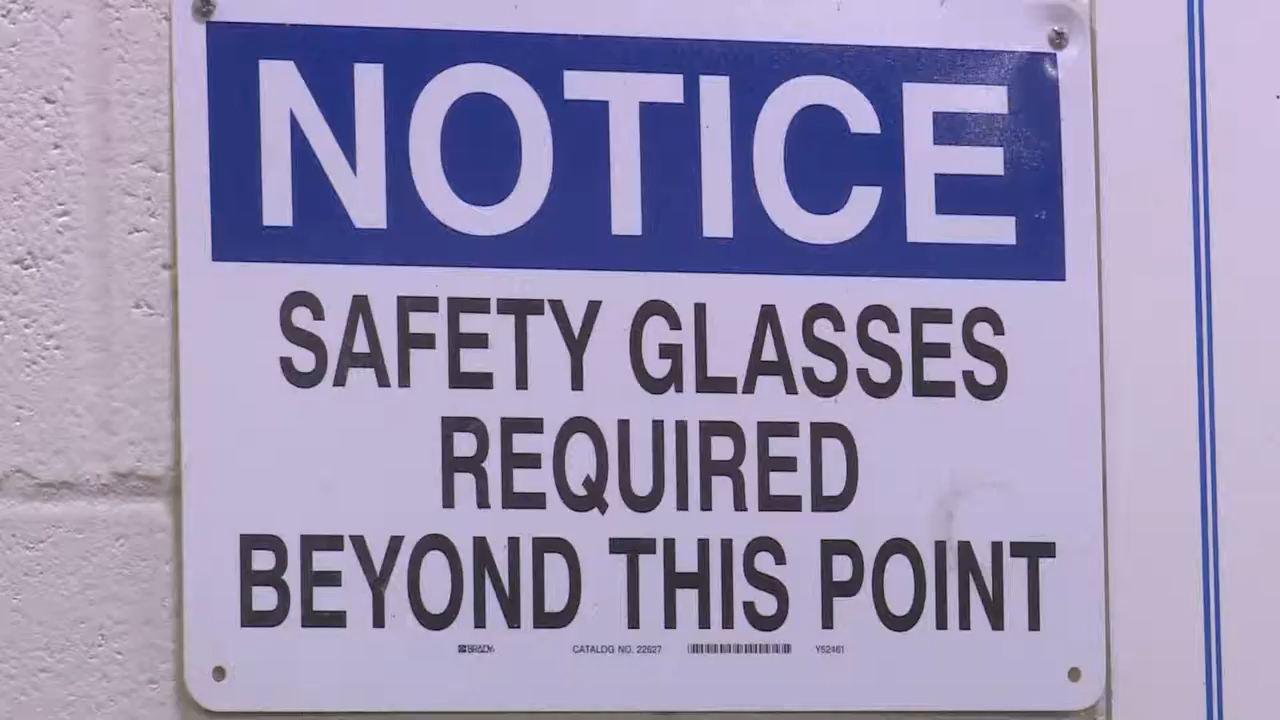 NOTICE
SAFETY GLASSES
REQUIRED
BEYOND THIS POINT
BRADY CATALOG NO. 22627 Y52461